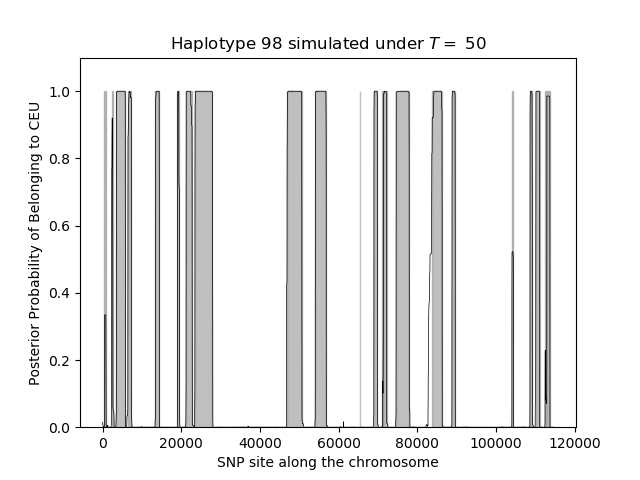 Haplotype 98 simulated under T = 50
Posterior Probability of Belonging to CEU
1.0
0.8
0.6
0.4
0.2
0.0
0 20000 40000 60000 80000 100000 120000
SNP site along the chromosome